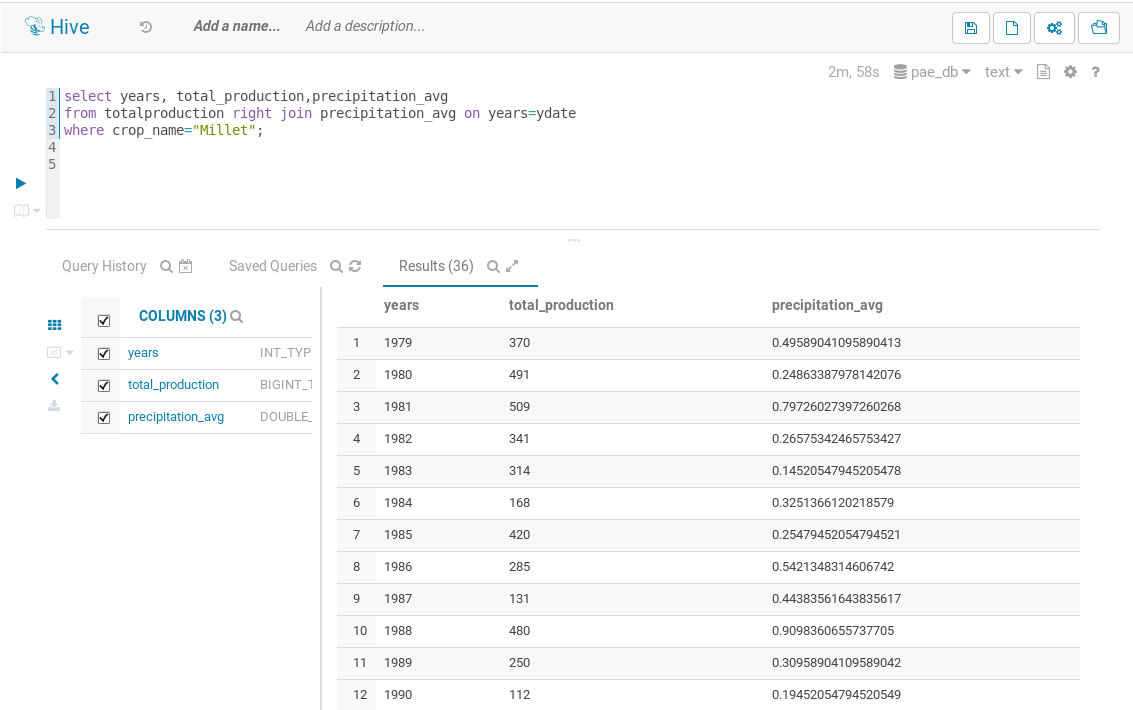 Hive Add a name... Add a description...
2m, 58s pae_db text ?
1 select years, total_production,precipitation_avg
2 from totalproduction right join precipitation_avg on years=ydate
3 where crop_name="Millet";
4
5
Query History Saved Queries Results (36)
COLUMNS (3)
years INT_TYP
total_production BIGINT_T
precipitation_avg DOUBLE_
years total_production precipitation_avg
1 1979 370 0.49589041095890413
2 1980 491 0.24863387978142076
3 1981 509 0.79726027397260268
4 1982 341 0.26575342465753427
5 1983 314 0.14520547945205478
6 1984 168 0.3251366120218579
7 1985 420 0.25479452054794521
8 1986 285 0.5421348314606742
9 1987 131 0.44383561643835617
10 1988 480 0.9098360655737705
11 1989 250 0.30958904109589042
12 1990 112 0.19452054794520549